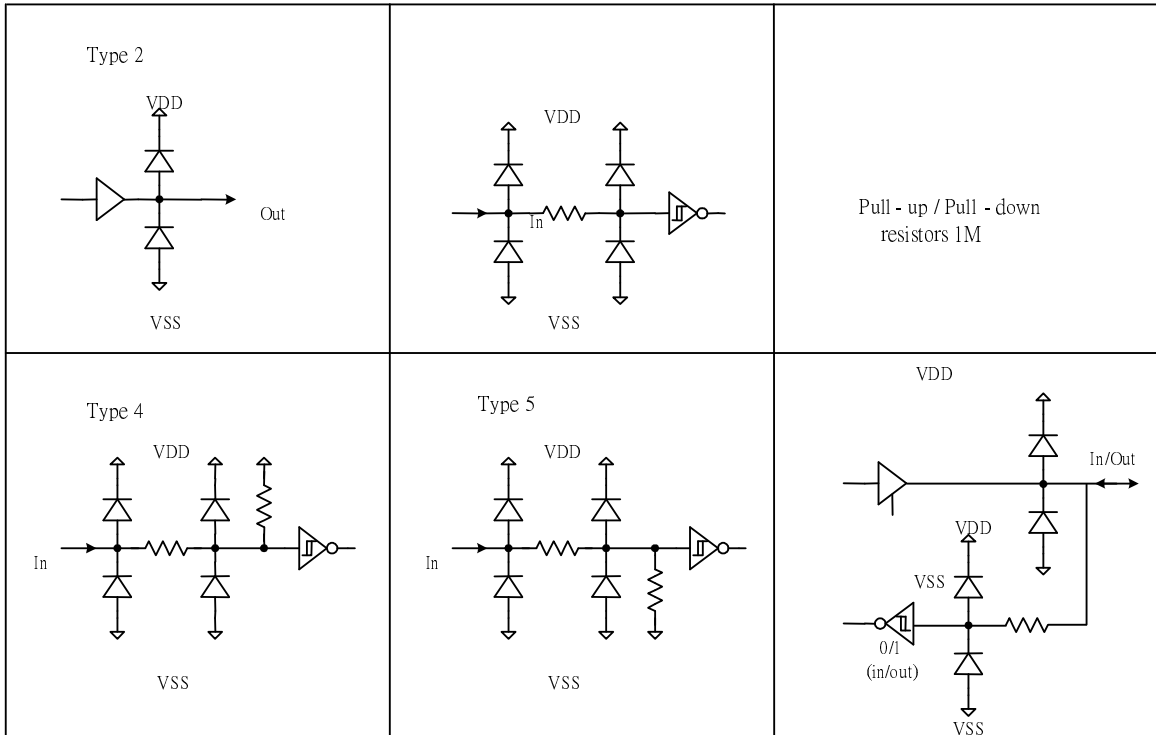 Type 2
VDD
Out
VSS
VDD
In
VSS
Pull - up / Pull - down
resistors 1M
Type 4
VDD
In
VSS
Type 5
VDD
In
VSS
VDD
In/Out
VDD
VSS
0/1
(in/out)
VSS